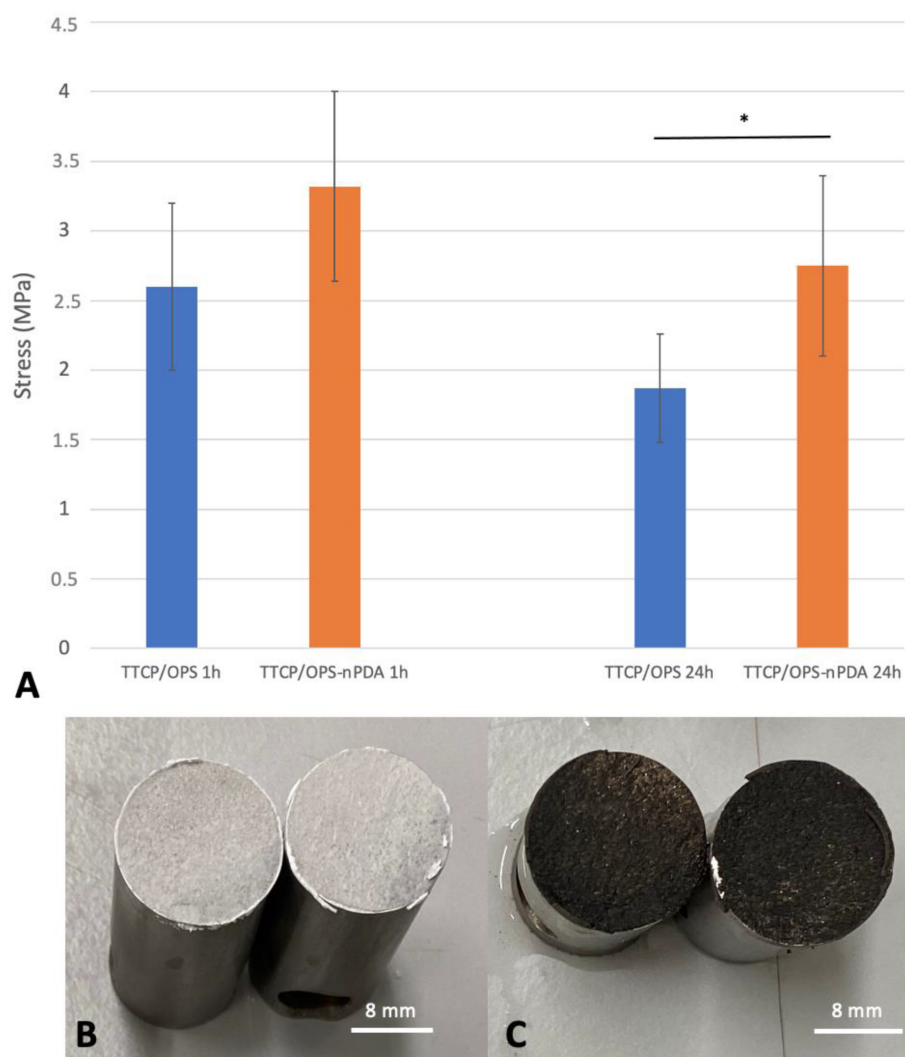 4.5
4
3.5
3
2.5
2
1.5
1
0.5
0
Stress (MPa)
*
TTCP/OPS 1h
TTCP/OPS-nPDA 1h
TTCP/OPS 24h
TTCP/OPS-nPDA 24h
A
B
8 mm
C
8 mm